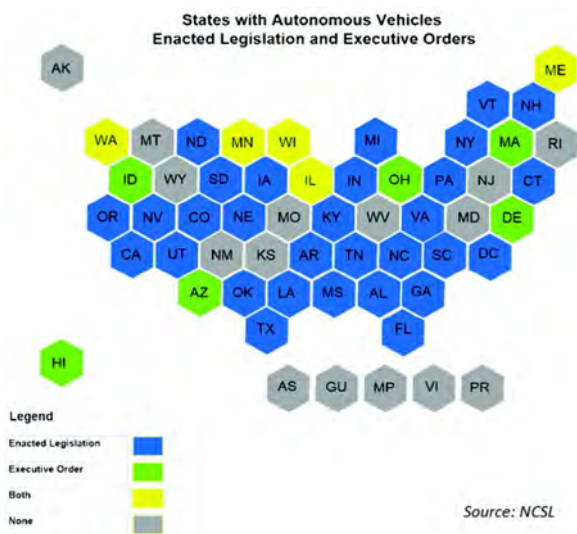 States with Autonomous Vehicles
Enacted Legislation and Executive Orders
AK
ME
VT NH
WA MT ND MN WI MI NY MA RI
ID WY SD IA IL IN OH PA NJ CT
OR NV CO NE MO KY WV VA MD DE
CA UT NM KS AR TN NC SC DC
AZ OK LA MS AL GA
TX FL
HI
AS GU MP VI PR
Legend
Enacted Legislation
Executive Order
Both
None
Source: NCSL